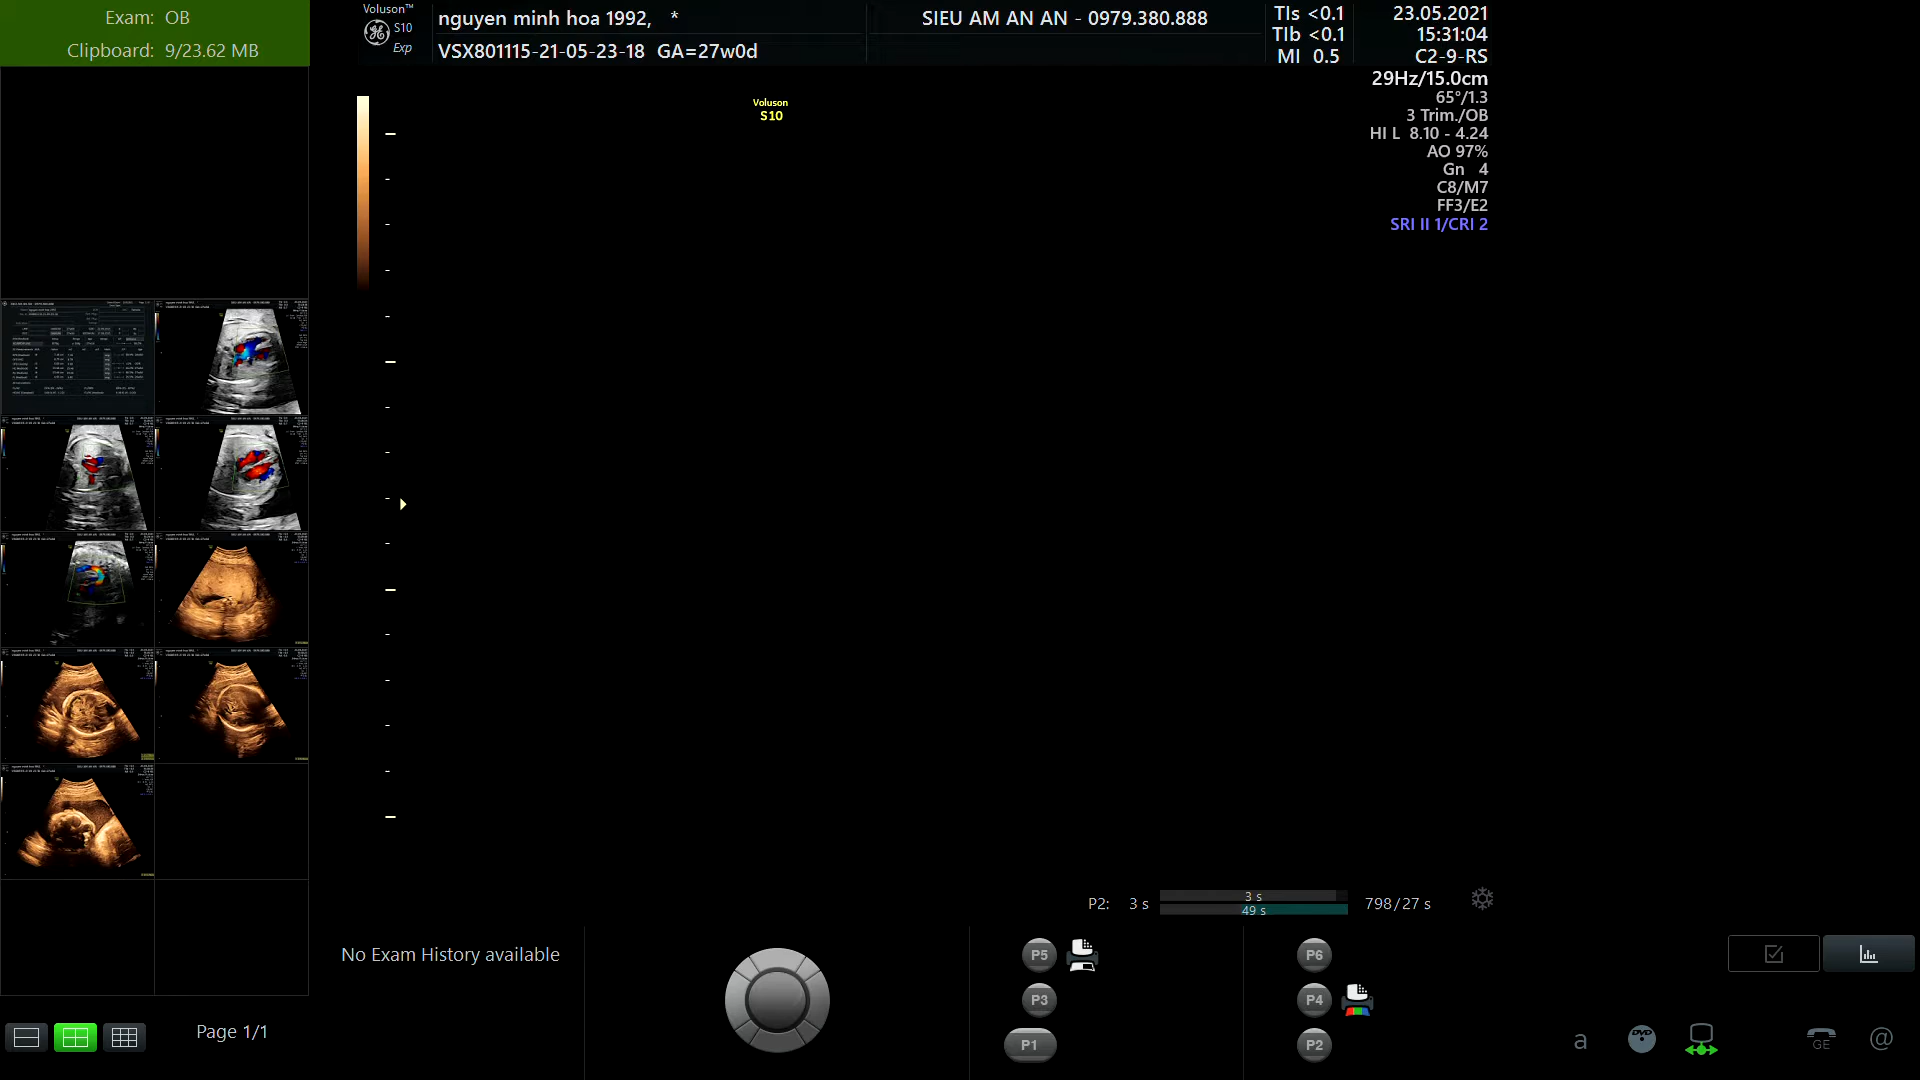 Exam: OB
Clipboard: 9/23.62 MB
Voluson™
S10
Exp
nguyen minh hoa 1992, *
VSX801115-21-05-23-18 GA=27w0d
SIEU AM AN AN - 0979.380.888
TIs <0.1
TIb <0.1
MI 0.5
23.05.2021
15:31:04
C2-9-RS
29Hz/15.0cm
65°/1.3
3 Trim./OB
HI L 8.10 - 4.24
AO 97%
Gn 4
C8/M7
FF3/E2
SRI II 1/CRI 2
Voluson
S10
P2: 3 s
3 s
49 s
798/27 s
No Exam History available
P5
P3
P1
P6
P4
P2
Page 1/1
a
DVD
GE
@